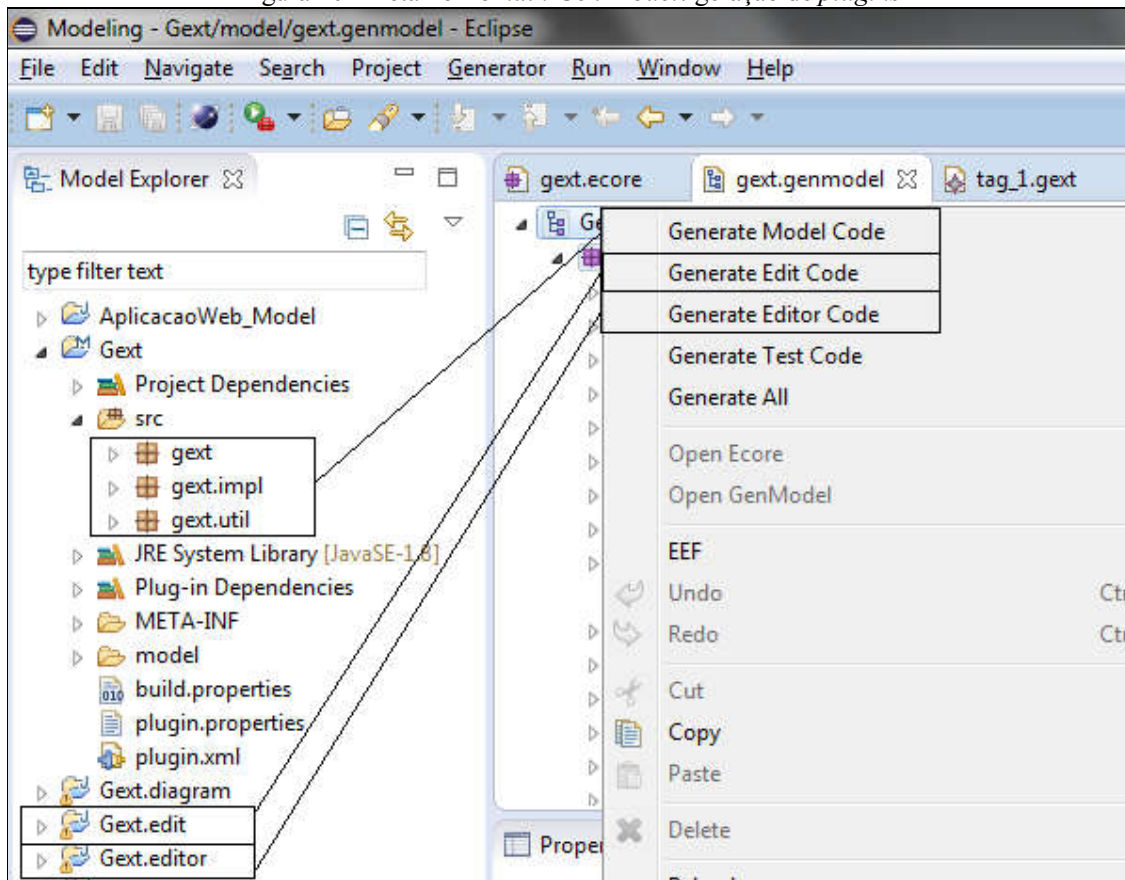 Modeling - Gext/model/gext.genmodel - Eclipse
File Edit Navigate Search Project Generator Run Window Help
Model Explorer
type filter text
AplicacaoWeb_Model
Gext
Project Dependencies
src
gext
gext.impl
gext.util
JRE System Library [JavaSE-1.8]
Plug-in Dependencies
META-INF
model
build.properties
plugin.properties
plugin.xml
Gext.diagram
Gext.edit
Gext.editor
gext.ecore
gext.genmodel
tag_1.gext
Generate Model Code
Generate Edit Code
Generate Editor Code
Generate Test Code
Generate All
Open Ecore
Open GenModel
EEF
Undo
Redo
Cut
Copy
Paste
Delete